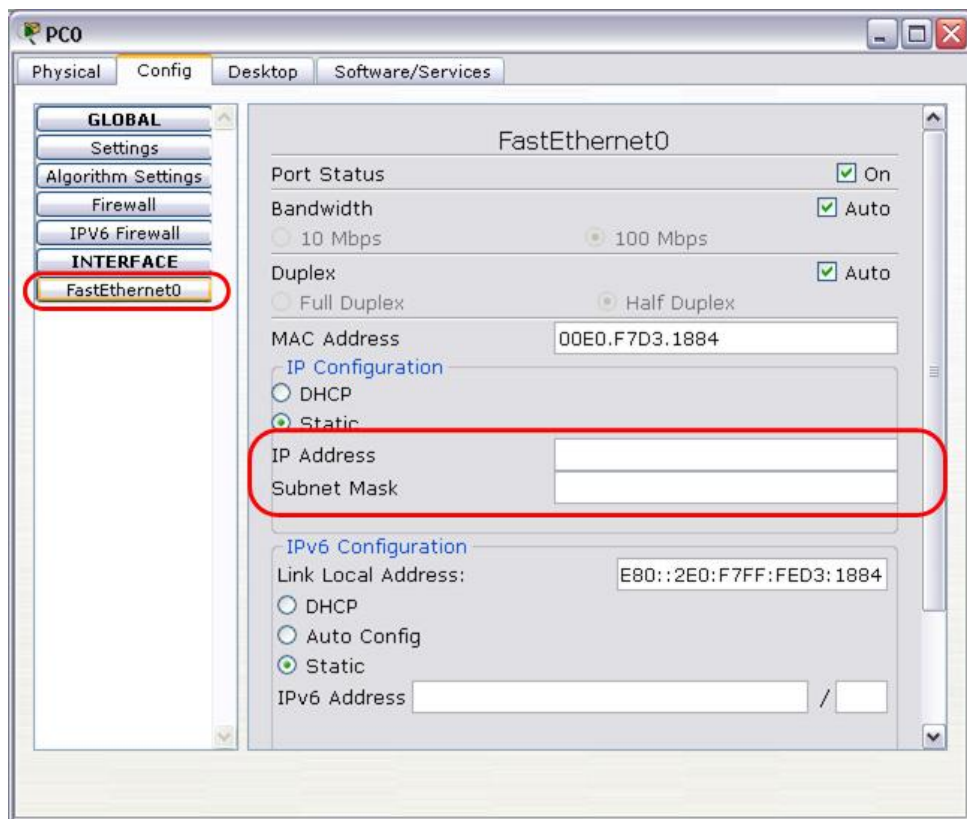 PC0
Physical Config Desktop Software/Services
GLOBAL
Settings
Algorithm Settings
Firewall
IPV6 Firewall
INTERFACE
FastEthernet0
FastEthernet0
Port Status On
Bandwidth Auto
10 Mbps 100 Mbps
Duplex Auto
Full Duplex Half Duplex
MAC Address 00E0.F7D3.1884
IP Configuration
DHCP
Static
IP Address
Subnet Mask
IPv6 Configuration
Link Local Address: E80::2E0:F7FF:FED3:1884
DHCP
Auto Config
Static
IPv6 Address /